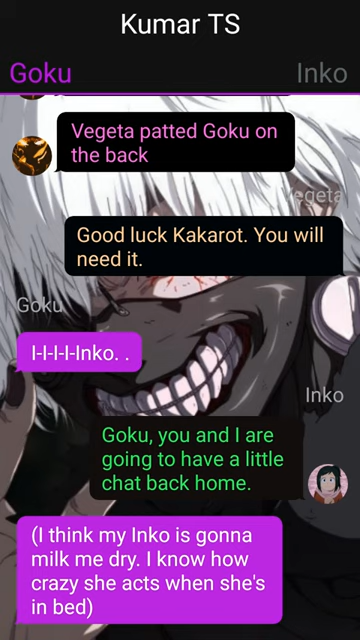 Kumar TS
Goku
Inko
Vegeta patted Goku on
the back
Vegeta
Good luck Kakarot. You will
need it.
Goku
I-I-I-I-Inko. .
Inko
Goku, you and I are
going to have a little
chat back home.
(I think my Inko is gonna
milk me dry. I know how
crazy she acts when she's
in bed)